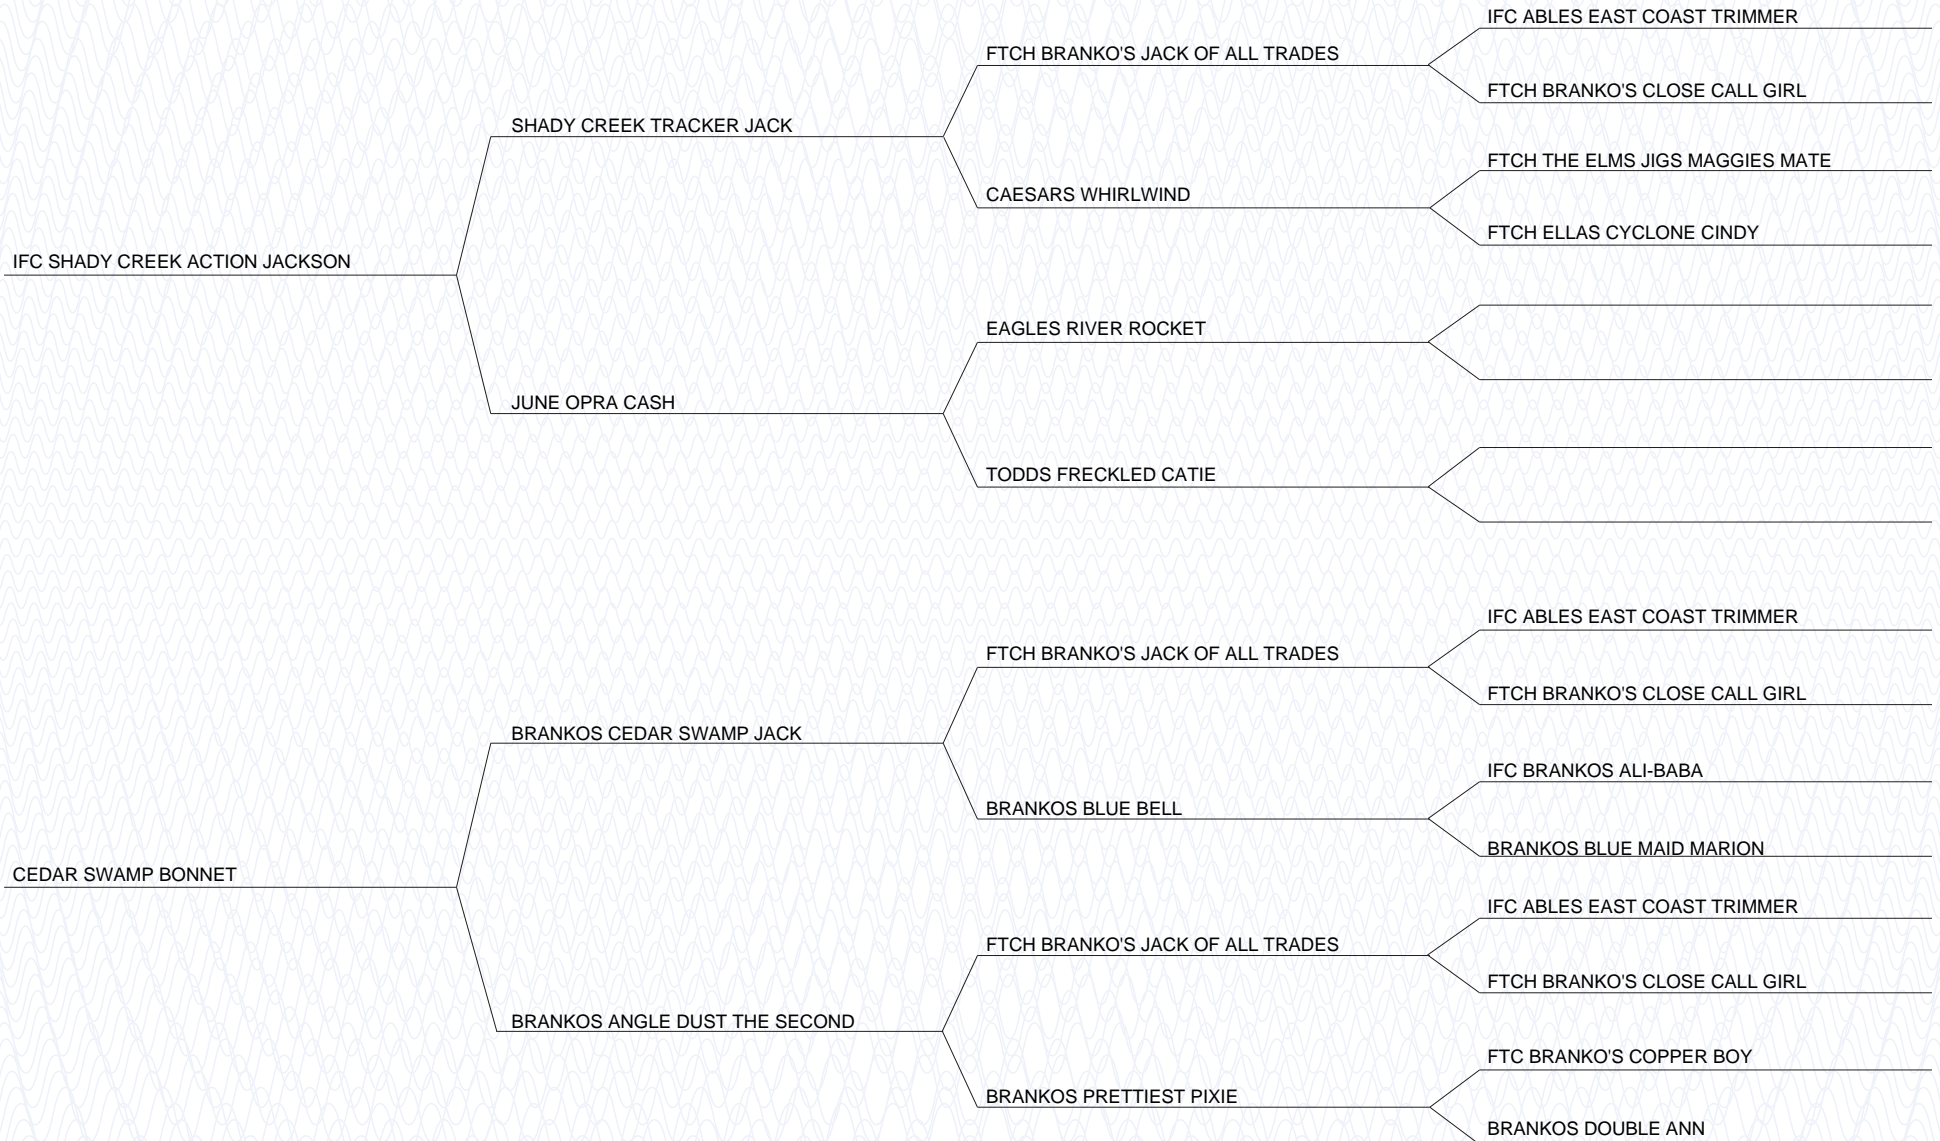 IFC ABLES EAST COAST TRIMMER
FTCH BRANKO'S JACK OF ALL TRADES
FTCH BRANKO'S CLOSE CALL GIRL
SHADY CREEK TRACKER JACK
FTCH THE ELMS JIGS MAGGIES MATE
CAESARS WHIRLWIND
FTCH ELLAS CYCLONE CINDY
IFC SHADY CREEK ACTION JACKSON
EAGLES RIVER ROCKET
JUNE OPRA CASH
TODDS FRECKLED CATIE
IFC ABLES EAST COAST TRIMMER
FTCH BRANKO'S JACK OF ALL TRADES
FTCH BRANKO'S CLOSE CALL GIRL
BRANKOS CEDAR SWAMP JACK
IFC BRANKOS ALI-BABA
BRANKOS BLUE BELL
BRANKOS BLUE MAID MARION
CEDAR SWAMP BONNET
IFC ABLES EAST COAST TRIMMER
FTCH BRANKO'S JACK OF ALL TRADES
FTCH BRANKO'S CLOSE CALL GIRL
BRANKOS ANGLE DUST THE SECOND
FTC BRANKO'S COPPER BOY
BRANKOS PRETTIEST PIXIE
BRANKOS DOUBLE ANN